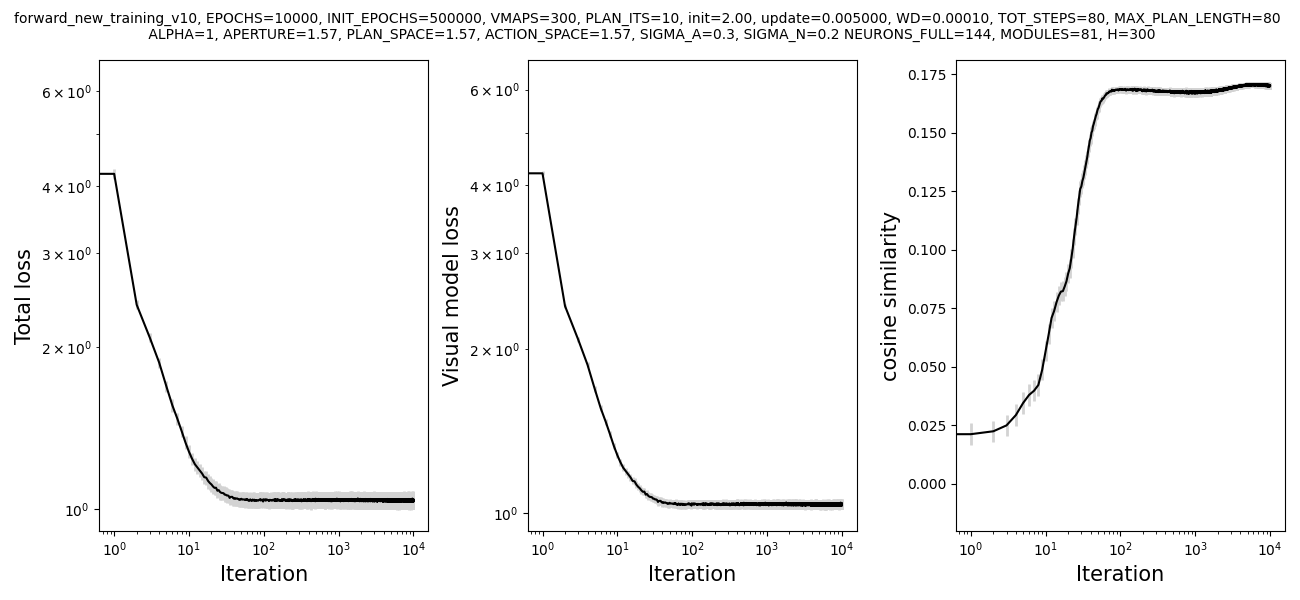 forward_new_training_v10, EPOCHS=10000, INIT_EPOCHS=500000, VMAPS=300, PLAN_ITS=10, init=2.00, update=0.005000, WD=0.00010, TOT_STEPS=80, MAX_PLAN_LENGTH=80
ALPHA=1, APERTURE=1.57, PLAN_SPACE=1.57, ACTION_SPACE=1.57, SIGMA_A=0.3, SIGMA_N=0.2 NEURONS_FULL=144, MODULES=81, H=300
Total loss
6 × 10⁰
4 × 10⁰
3 × 10⁰
2 × 10⁰
10⁰
10⁰ 10¹ 10² 10³ 10⁴
Iteration
Visual model loss
6 × 10⁰
4 × 10⁰
3 × 10⁰
2 × 10⁰
10⁰
10⁰ 10¹ 10² 10³ 10⁴
Iteration
cosine similarity
0.175
0.150
0.125
0.100
0.075
0.050
0.025
0.000
10⁰ 10¹ 10² 10³ 10⁴
Iteration